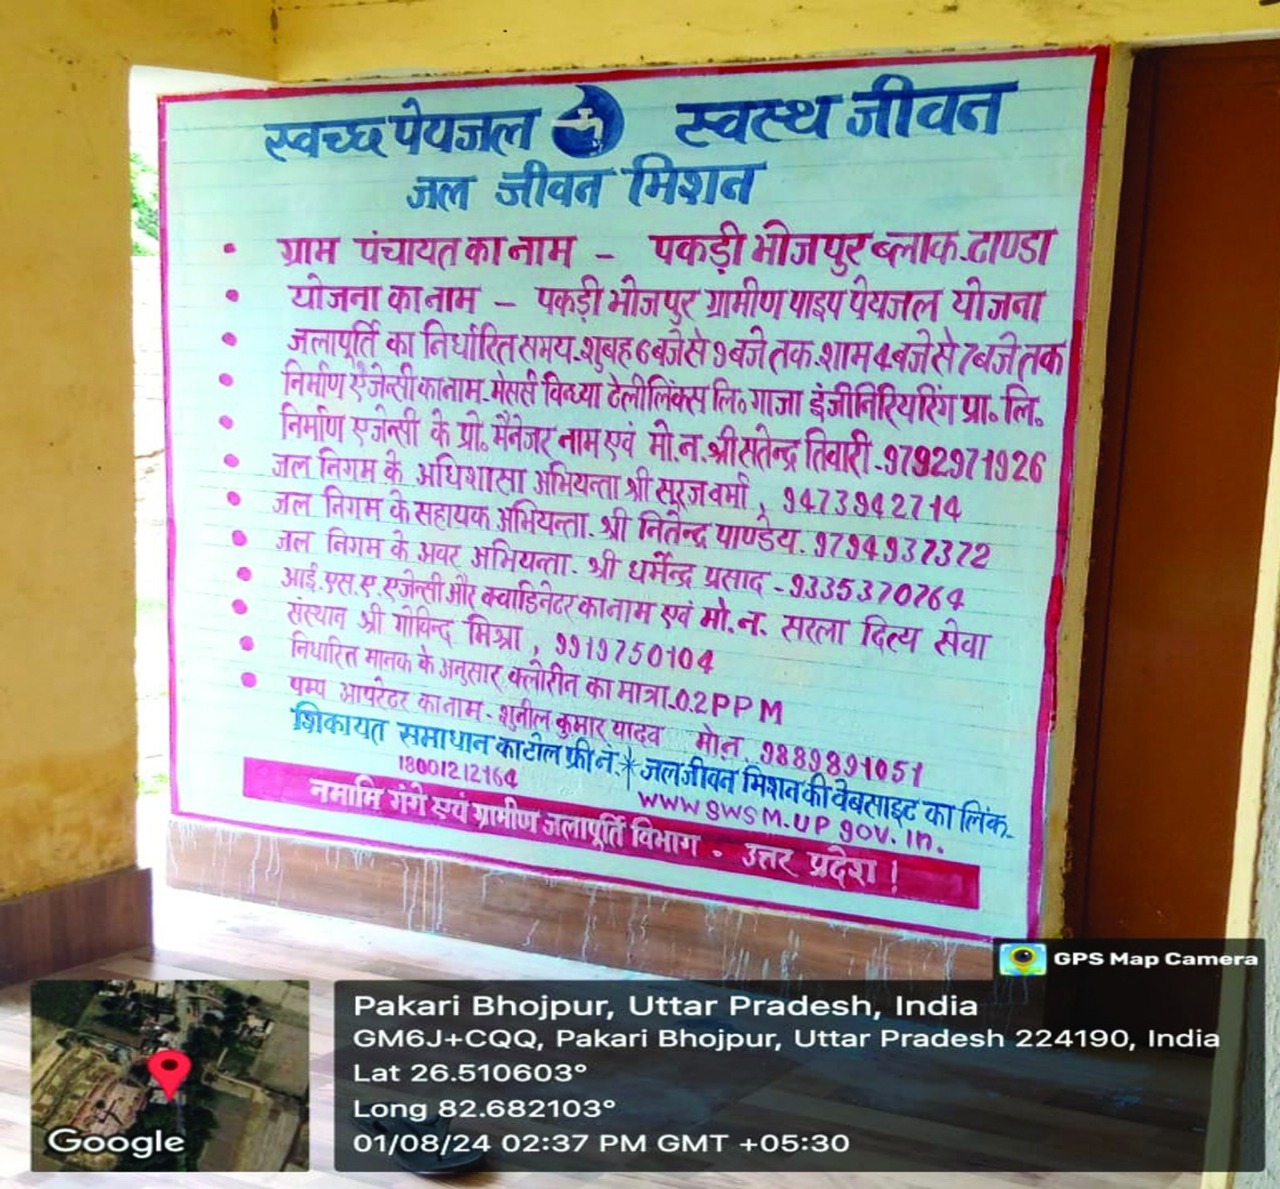 स्वच्छ पेयजल स्वस्थ जीवन
जल जीवन मिशन
• ग्राम पंचायत का नाम – पकड़ी भोजपुर ब्लाक-टाण्डा
• योजना का नाम – पकड़ी भोजपुर ग्रामीण पाइप पेयजल योजना
• जलापूर्ति का निर्धारित समय-शुबह 6 बजे से 9 बजे तक-शाम 4 बजे से 7 बजे तक
• निर्माण ऐजेन्सी का नाम-मेसर्स विन्ध्या टेलीलिंक्स लि॰ गाजा इंजीनिरियरिंग प्रा॰ लि॰
• निर्माण एजेन्सी के प्रो॰ मैनेजर नाम एवं मो.न. श्री सतेन्द्र तिवारी-9792971926
• जल निगम के अधिशासा अभियन्ता श्री सूरज वर्मा, 9473942714
• जल निगम के सहायक अभियन्ता-श्री नितेन्द्र पाण्डेय-9794937372
• जल निगम के अवर अभियन्ता-श्री धर्मेन्द्र प्रसाद-9335370764
• आई.एस.ए.एजेन्सी और क्वाडिनेटर का नाम एवं मो.न. सरला दित्य सेवा
• संस्थान श्री गोविन्द मिश्रा, 9919750104
• निर्धारित मानक के अनुसार क्लोरीन का मात्रा-0.2PPM
• पम्प आपरेटर का नाम-शुनील कुमार यादव मो.न. 9889891051
शिकायत समाधान का टोल फ्री नं.* जल जीवन मिशन की वेबसाइट का लिंक-
18001212164 www.gwsm.UP gov.in.
नमामि गंगे एवं ग्रामीण जलापूर्ति विभाग - उत्तर प्रदेश!
GPS Map Camera
Pakari Bhojpur, Uttar Pradesh, India
GM6J+CQQ, Pakari Bhojpur, Uttar Pradesh 224190, India
Lat 26.510603°
Long 82.682103°
01/08/24 02:37 PM GMT +05:30
Google